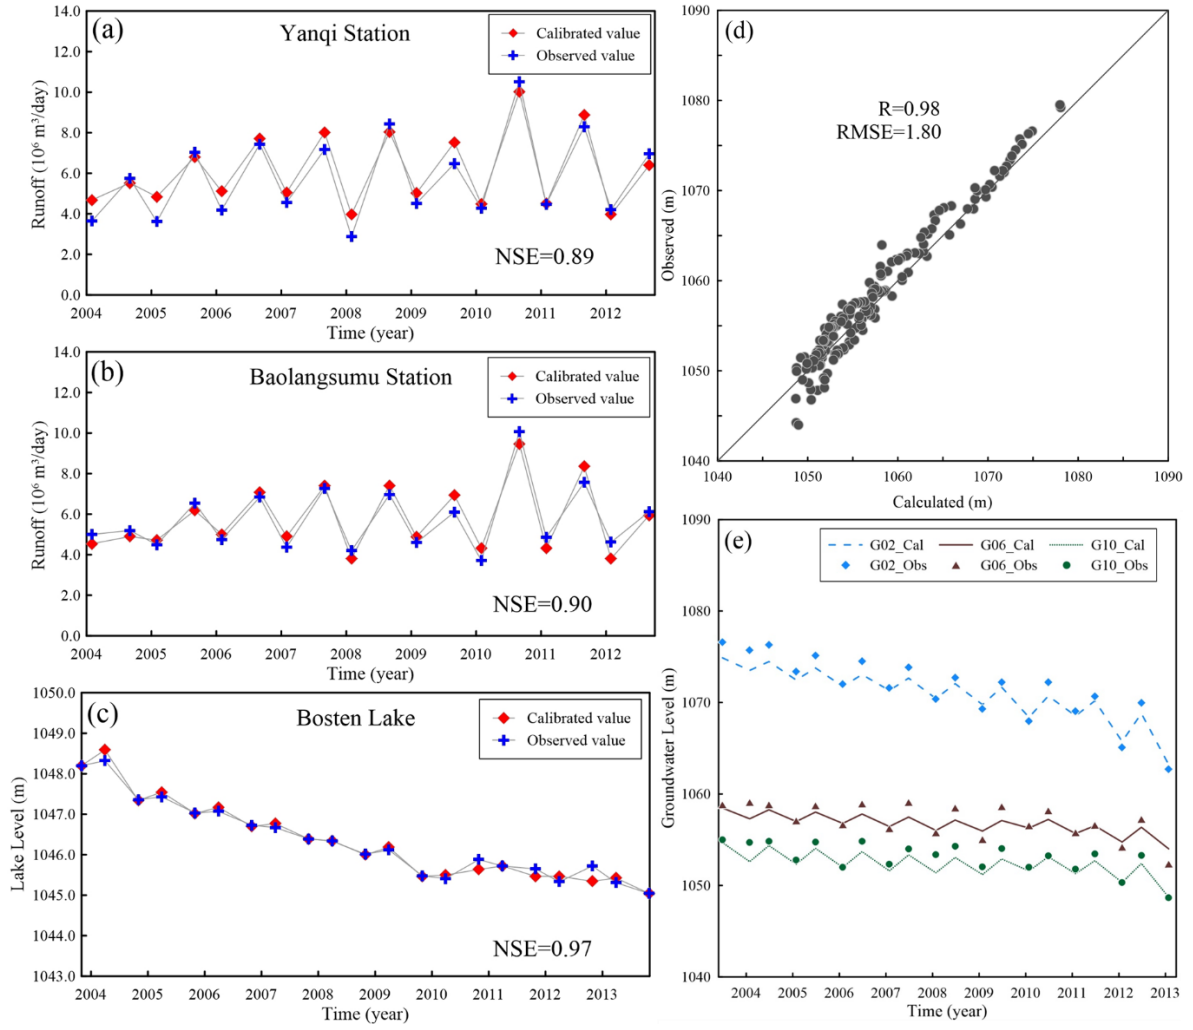 (a)
Yanqi Station
Calibrated value
Observed value
Runoff (10⁶ m³/day)
14.0
12.0
10.0
8.0
6.0
4.0
2.0
0.0
NSE=0.89
2004 2005 2006 2007 2008 2009 2010 2011 2012
Time (year)
(b)
Baolangsumu Station
Calibrated value
Observed value
Runoff (10⁶ m³/day)
14.0
12.0
10.0
8.0
6.0
4.0
2.0
0.0
NSE=0.90
2004 2005 2006 2007 2008 2009 2010 2011 2012
Time (year)
(c)
Bosten Lake
Calibrated value
Observed value
Lake Level (m)
1050.0
1049.0
1048.0
1047.0
1046.0
1045.0
1044.0
1043.0
NSE=0.97
2004 2005 2006 2007 2008 2009 2010 2011 2012 2013
Time (year)
(d)
R=0.98
RMSE=1.80
Observed (m)
1090
1080
1070
1060
1050
1040
1040 1050 1060 1070 1080 1090
Calculated (m)
(e)
G02_Cal G06_Cal G10_Cal
G02_Obs G06_Obs G10_Obs
Groundwater Level (m)
1090
1080
1070
1060
1050
1040
2004 2005 2006 2007 2008 2009 2010 2011 2012 2013
Time (year)